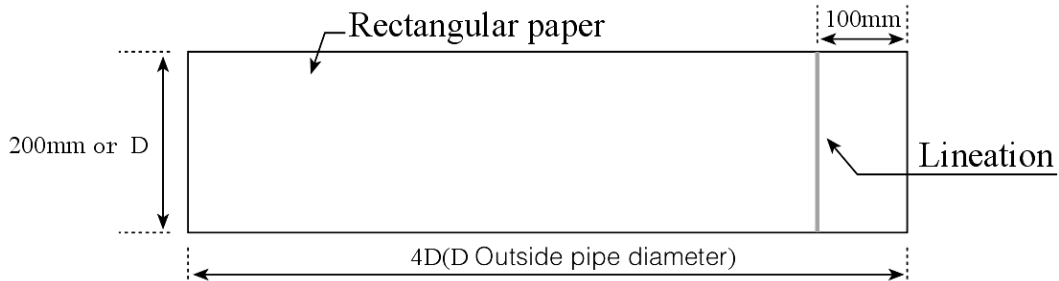 100mm
Rectangular paper
200mm or D
Lineation
4D(D Outside pipe diameter)